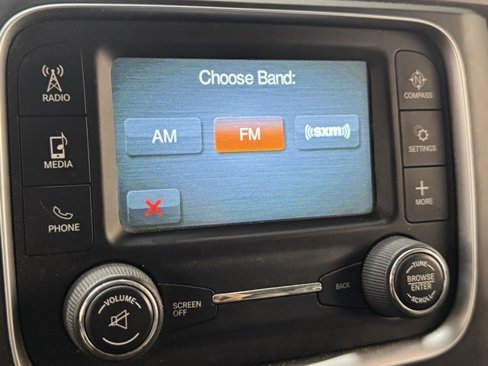 Choose Band:
AM
FM
((sxm))
RADIO
MEDIA
PHONE
COMPASS
SETTINGS
MORE
VOLUME
SCREEN
OFF
BACK
TUNE
BROWSE
ENTER
SCROLL